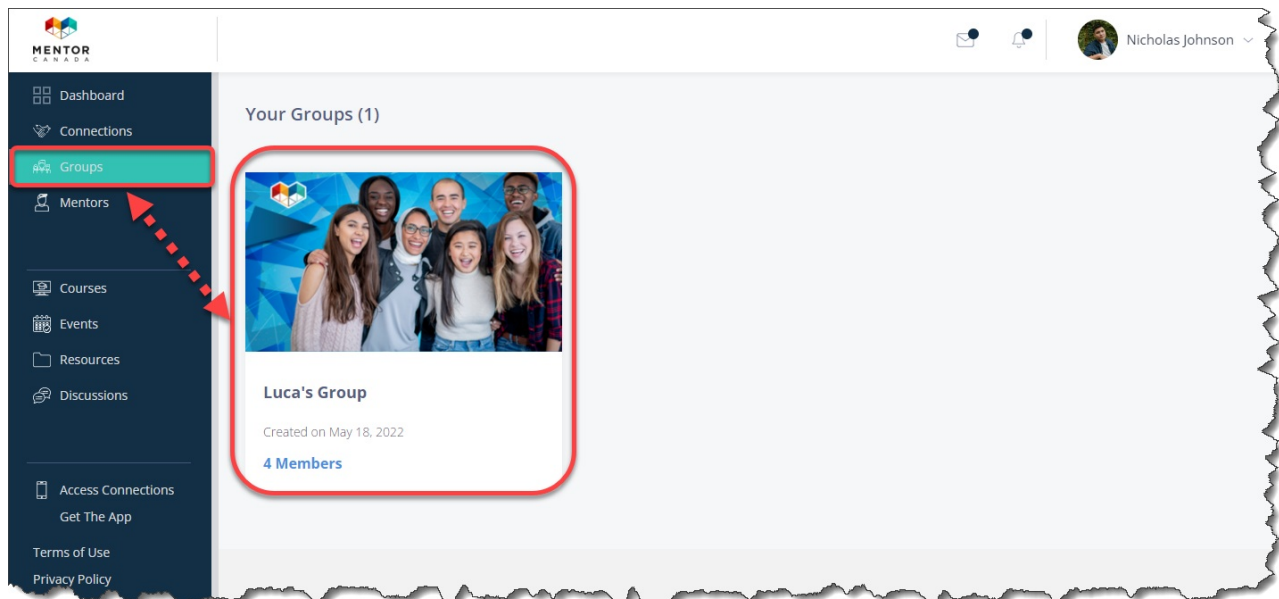 MENTOR
CANADA
Nicholas Johnson
Dashboard
Connections
Groups
Mentors
Courses
Events
Resources
Discussions
Access Connections
Get The App
Terms of Use
Privacy Policy
Your Groups (1)
Luca's Group
Created on May 18, 2022
4 Members